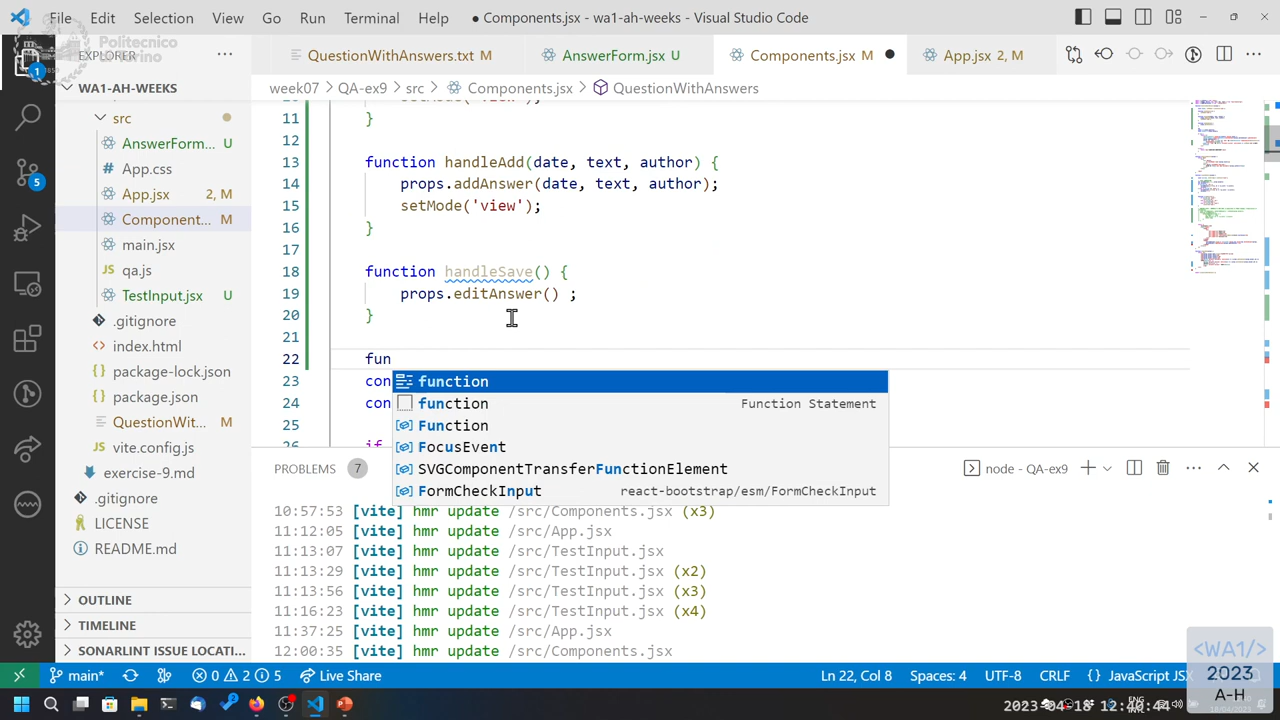 File Edit Selection View Go Run Terminal Help
● Components.jsx - wa1-ah-weeks - Visual Studio Code
Politecnico
EXPLORER
QuestionWithAnswers.txt M
AnswerForm.jsx U
Components.jsx M
App.jsx 2, M
1
WA1-AH-WEEKS
week07 > QA-ex9 > src > Components.jsx > QuestionWithAnswers
src
AnswerForm... U
App.css
App.jsx 2, M
Component... M
main.jsx
qa.js
TestInput.jsx U
.gitignore
index.html
package-lock.json
package.json
QuestionWit... M
vite.config.js
exercise-9.md
.gitignore
LICENSE
README.md
OUTLINE
TIMELINE
SONARLINT ISSUE LOCATI...
5
11 }
12
13 function handleAdd(date, text, author) {
14 props.addAnswer(date, text, author);
15 setMode('view');
16 }
17
18 function handleSave() {
19 props.editAnswer() ;
20 }
21
22 fun
23 con
24 con
25
26 if
function
function Function Statement
Function
FocusEvent
SVGComponentTransferFunctionElement
FormCheckInput react-bootstrap/esm/FormCheckInput
PROBLEMS 7
node - QA-ex9
10:57:53 [vite] hmr update /src/Components.jsx (x3)
11:12:05 [vite] hmr update /src/App.jsx
11:13:07 [vite] hmr update /src/TestInput.jsx
11:13:29 [vite] hmr update /src/TestInput.jsx (x2)
11:13:56 [vite] hmr update /src/TestInput.jsx (x3)
11:16:23 [vite] hmr update /src/TestInput.jsx (x4)
11:37:25 [vite] hmr update /src/App.jsx
12:00:35 [vite] hmr update /src/Components.jsx
main* 0 2 5 Live Share
Ln 22, Col 8 Spaces: 4 UTF-8 CRLF {} JavaScript JSX
<WA1/>
2023
A-H
ENG